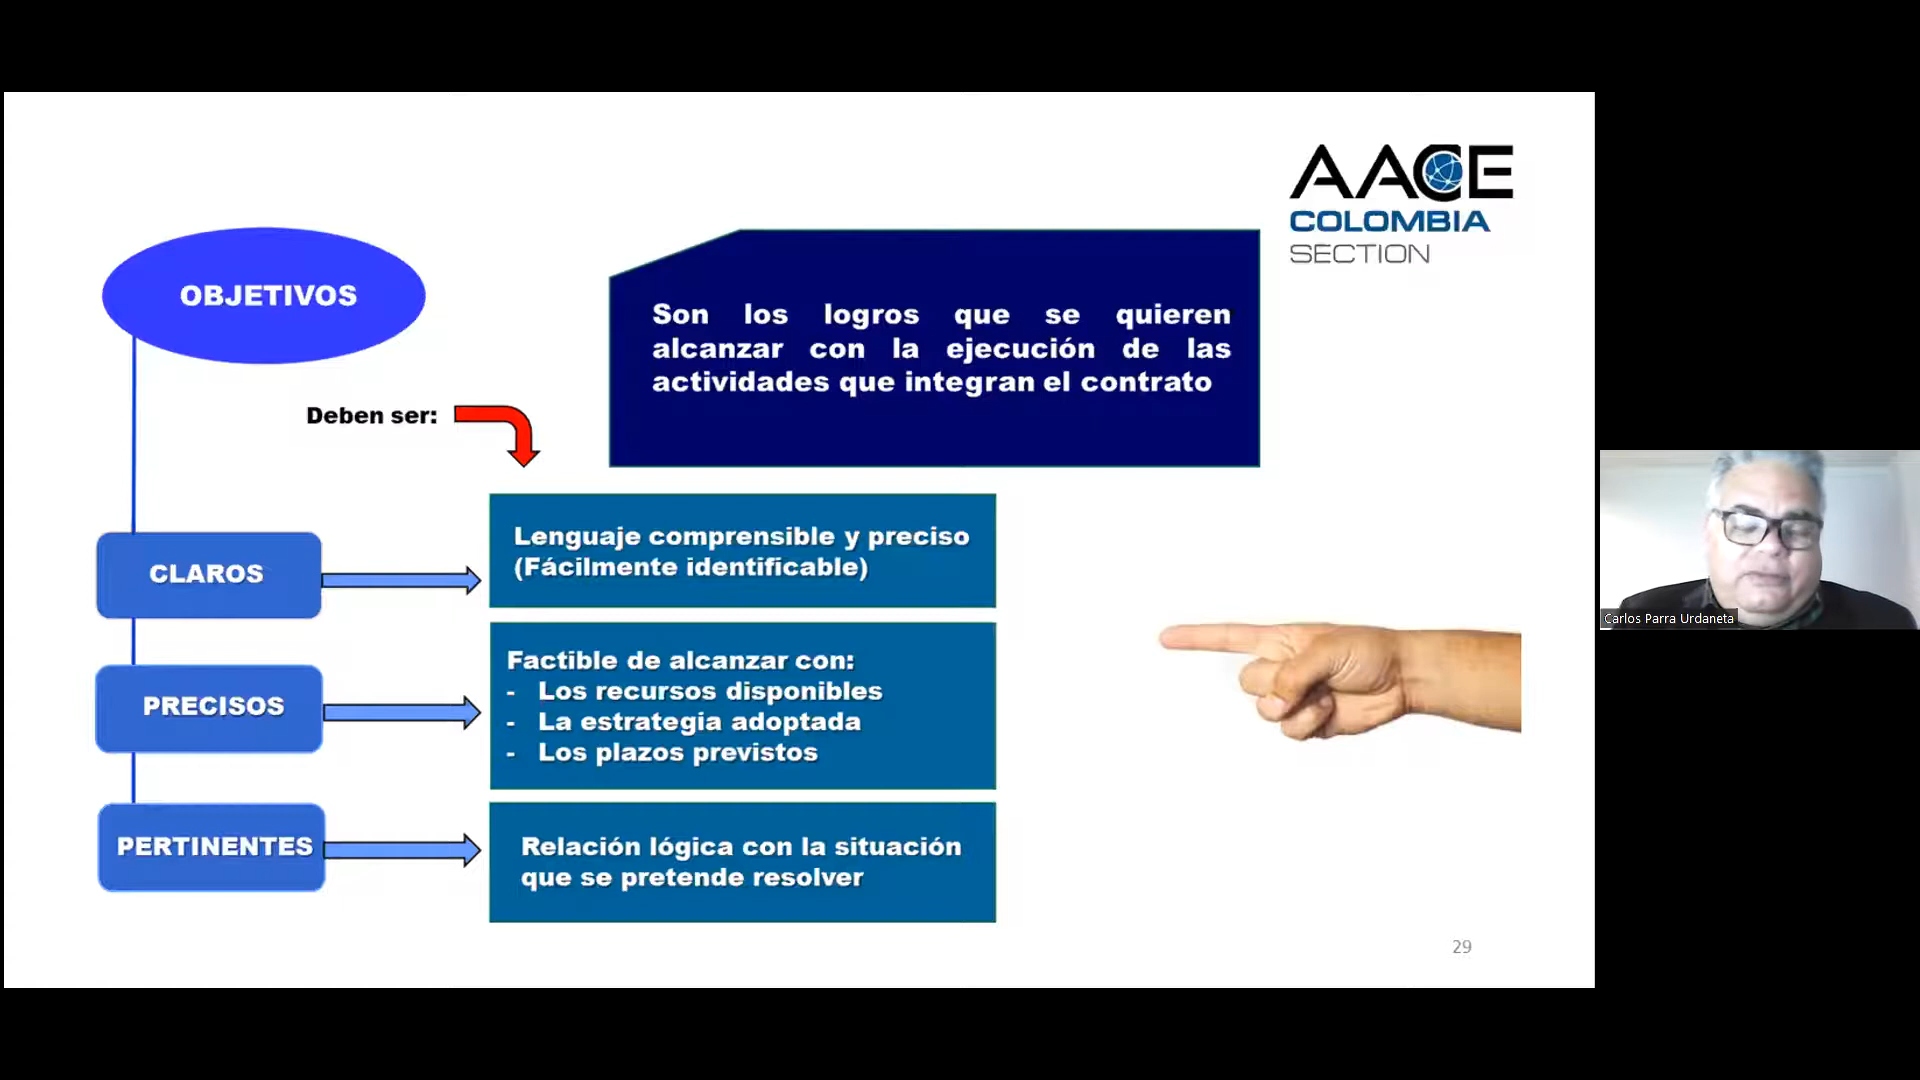 AACE
COLOMBIA
SECTION
OBJETIVOS
Son los logros que se quieren
alcanzar con la ejecución de las
actividades que integran el contrato
Deben ser:
CLAROS
Lenguaje comprensible y preciso
(Fácilmente identificable)
PRECISOS
Factible de alcanzar con:
- Los recursos disponibles
- La estrategia adoptada
- Los plazos previstos
PERTINENTES
Relación lógica con la situación
que se pretende resolver
29
Carlos Parra Urdaneta